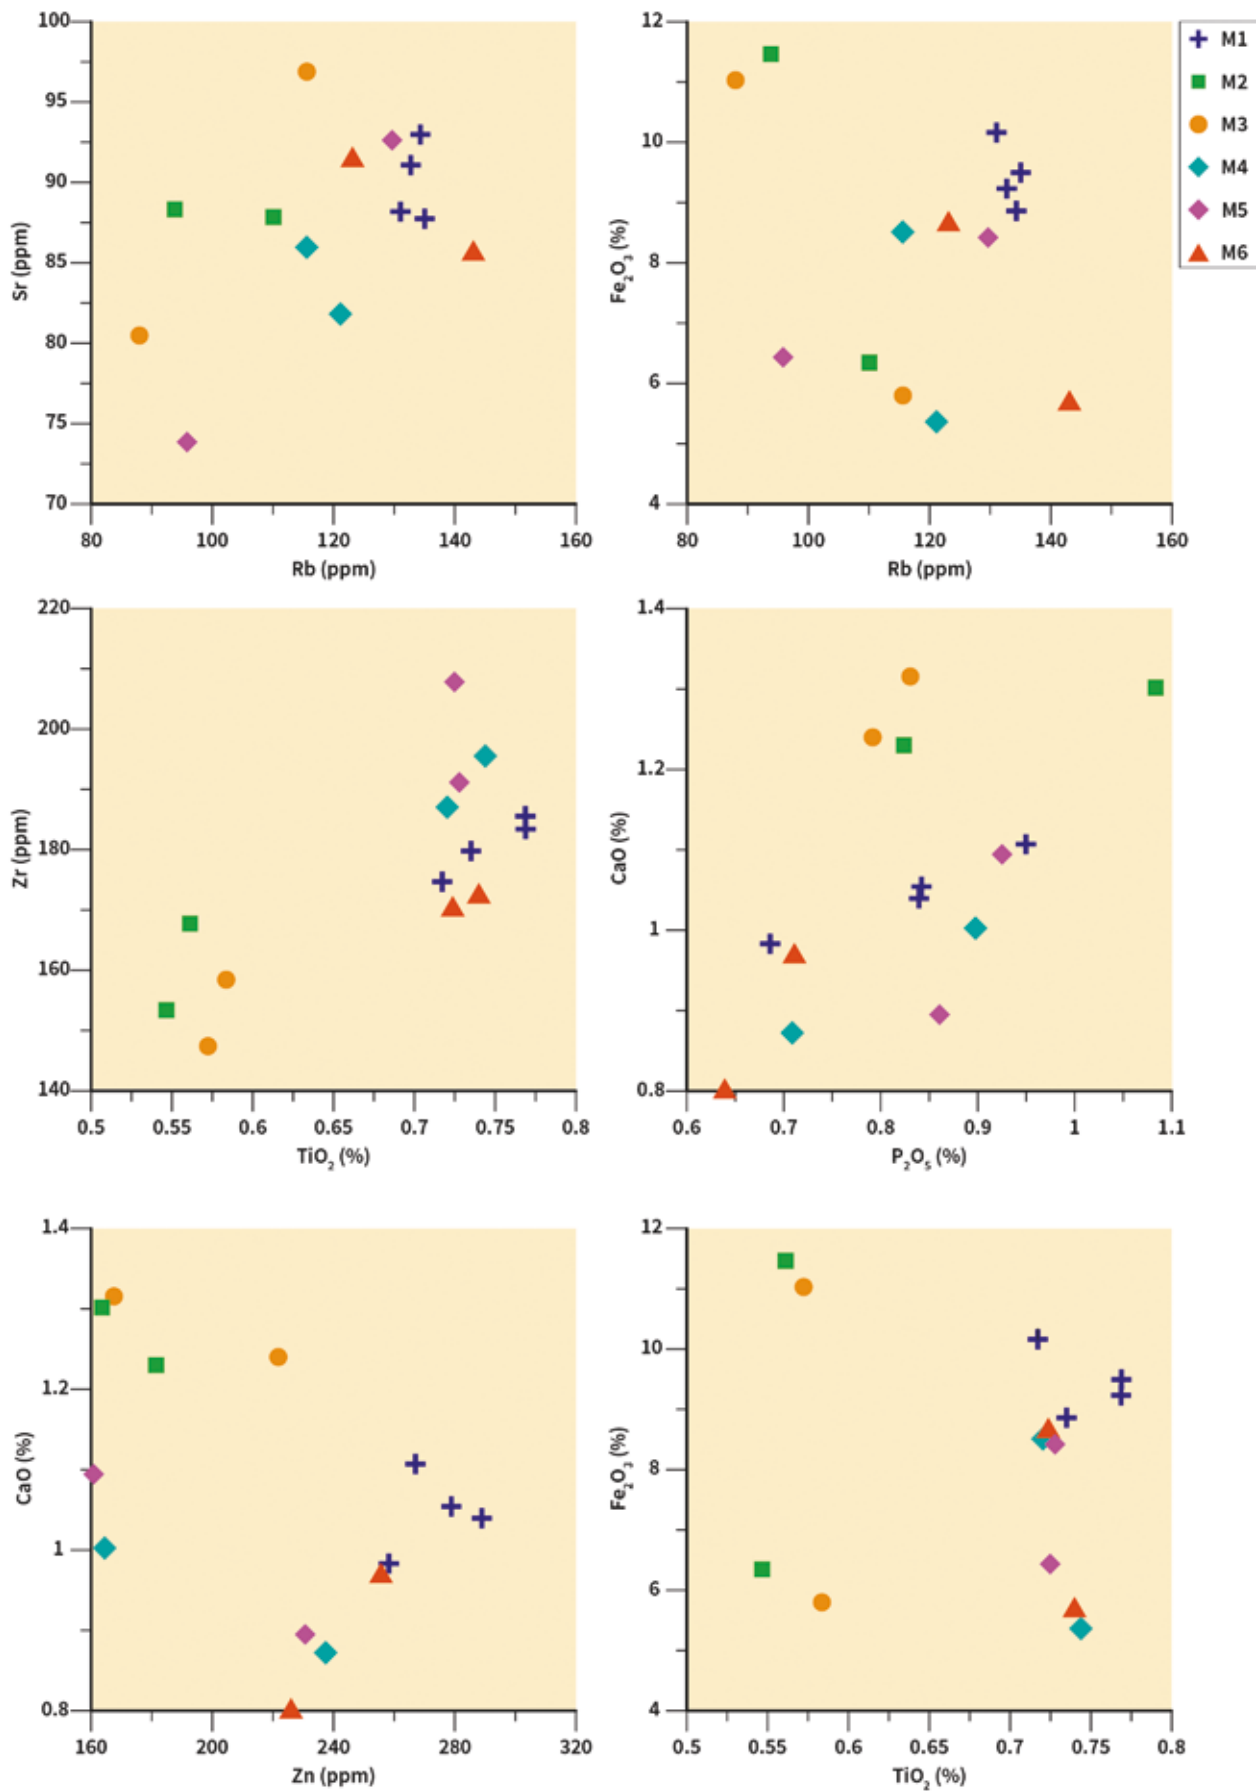 100
95
90
85
80
75
70
Sr (ppm)
80 100 120 140 160
Rb (ppm)
12
10
8
6
4
Fe₂O₃ (%)
80 100 120 140 160
Rb (ppm)
M1
M2
M3
M4
M5
M6
220
200
180
160
140
Zr (ppm)
0.5 0.55 0.6 0.65 0.7 0.75 0.8
TiO₂ (%)
1.4
1.2
1
0.8
CaO (%)
0.6 0.7 0.8 0.9 1 1.1
P₂O₅ (%)
1.4
1.2
1
0.8
CaO (%)
160 200 240 280 320
Zn (ppm)
12
10
8
6
4
Fe₂O₃ (%)
0.5 0.55 0.6 0.65 0.7 0.75 0.8
TiO₂ (%)